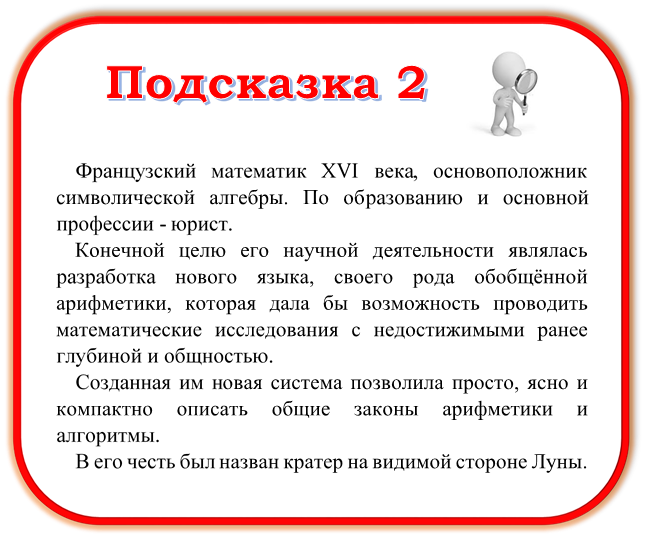 Подсказка 2
Французский математик XVI века, основоположник
символической алгебры. По образованию и основной
профессии - юрист.
Конечной целю его научной деятельности являлась
разработка нового языка, своего рода обобщённой
арифметики, которая дала бы возможность проводить
математические исследования с недостижимыми ранее
глубиной и общностью.
Созданная им новая система позволила просто, ясно и
компактно описать общие законы арифметики и
алгоритмы.
В его честь был назван кратер на видимой стороне Луны.